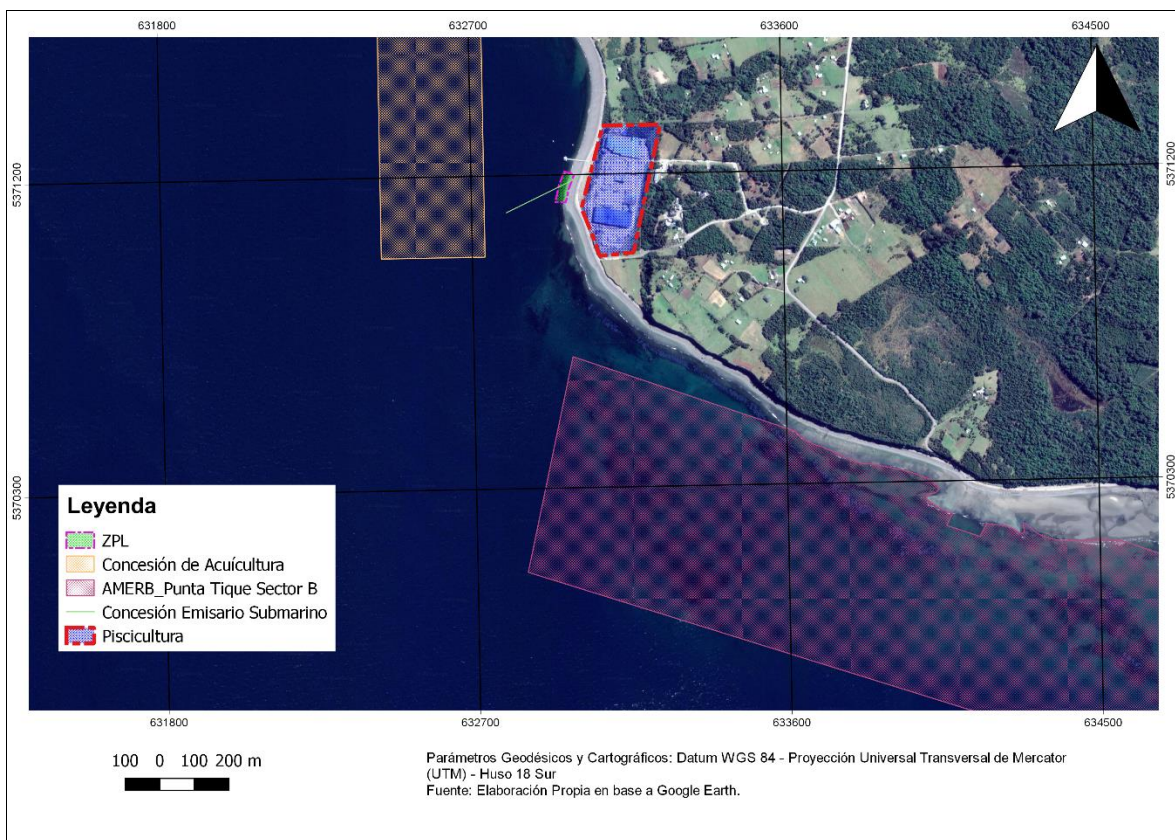 631800 632700 633600 634500
5371200 5371200
5370300 5370300
Leyenda
ZPL
Concesión de Acuícultura
AMERB_Punta Tique Sector B
Concesión Emisario Submarino
Piscicultura
631800 632700 633600 634500
100 0 100 200 m
Parámetros Geodésicos y Cartográficos: Datum WGS 84 - Proyección Universal Transversal de Mercator
(UTM) - Huso 18 Sur
Fuente: Elaboración Propia en base a Google Earth.